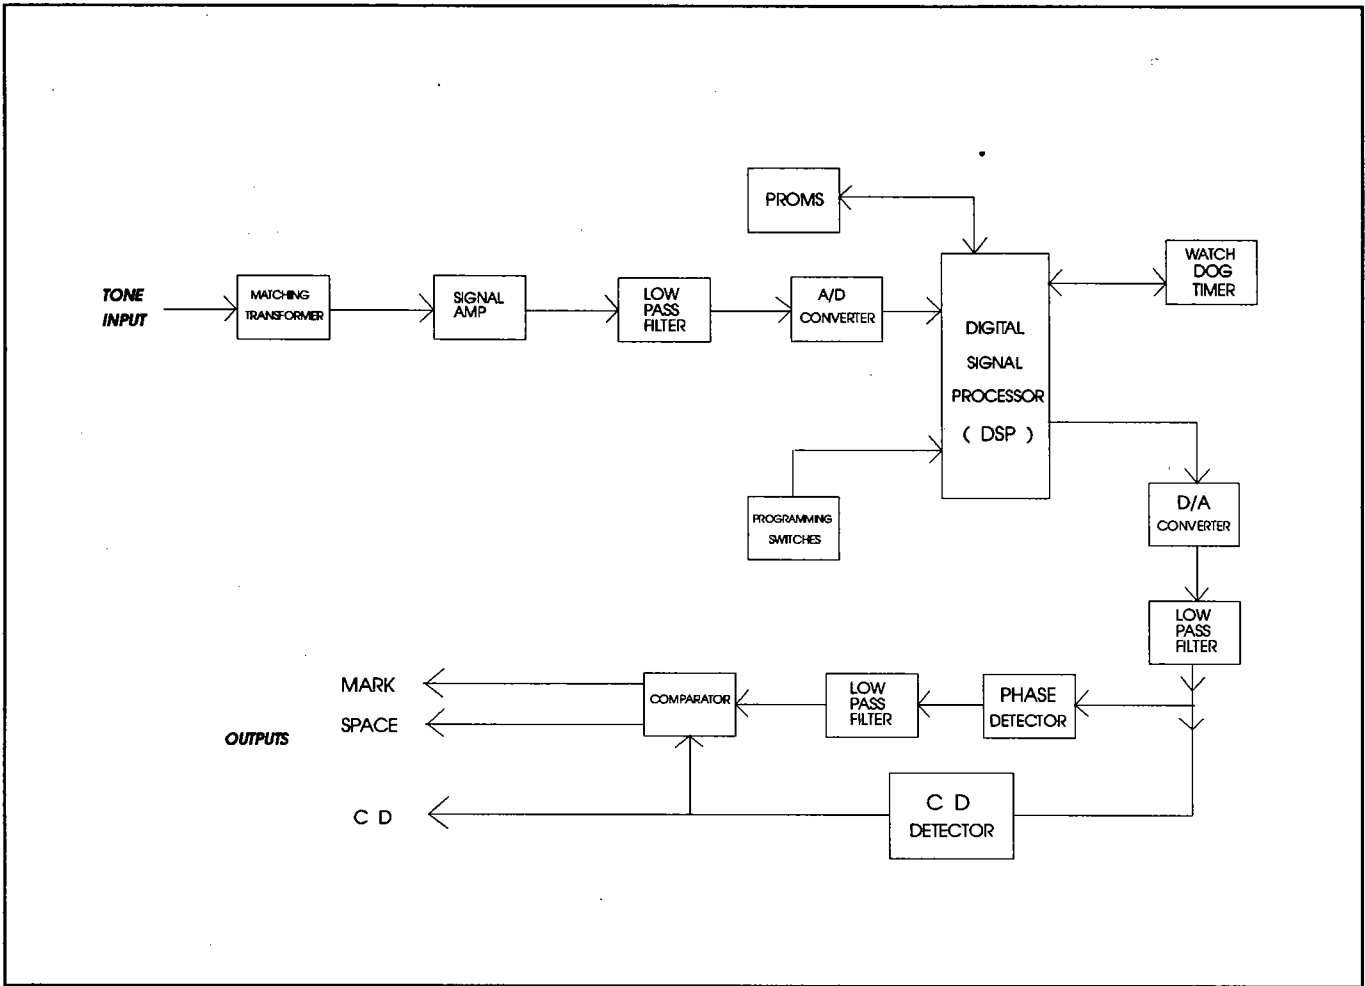 PROMS
WATCH
DOG
TIMER
TONE
INPUT
MATCHING
TRANSFORMER
SIGNAL
AMP
LOW
PASS
FILTER
A/D
CONVERTER
DIGITAL
SIGNAL
PROCESSOR
( DSP )
PROGRAMMING
SWITCHES
D/A
CONVERTER
LOW
PASS
FILTER
MARK
SPACE
OUTPUTS
COMPARATOR
LOW
PASS
FILTER
PHASE
DETECTOR
C D
C D
DETECTOR